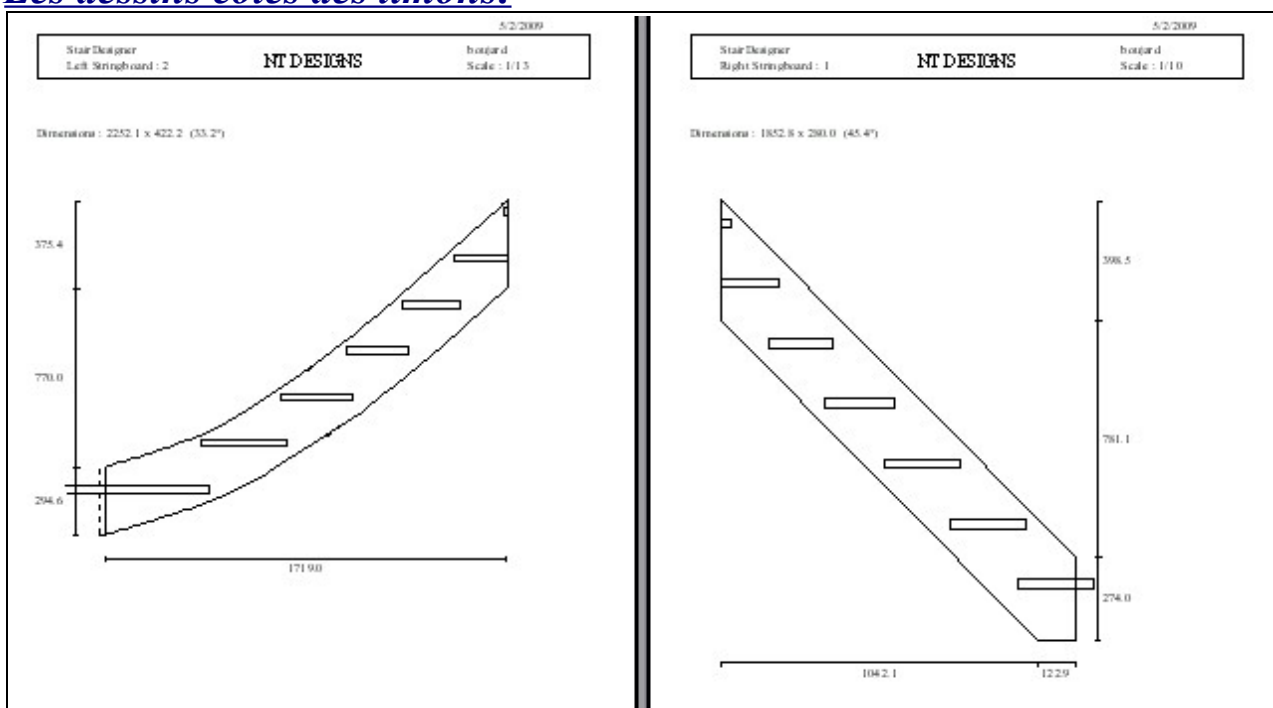 Les dessins cotés des limons:
5/2/2009
Stair Designer
Left Stringboard : 2
NT DESIGNS
boujard
Scale : 1/13
Dimensions : 2252.1 x 422.2 (33.2°)
375.4
770.0
294.6
1719.0
5/2/2009
Stair Designer
Right Stringboard : 1
NT DESIGNS
boujard
Scale : 1/10
Dimensions : 1852.8 x 280.0 (45.4°)
398.5
781.1
274.0
1042.1
122.9